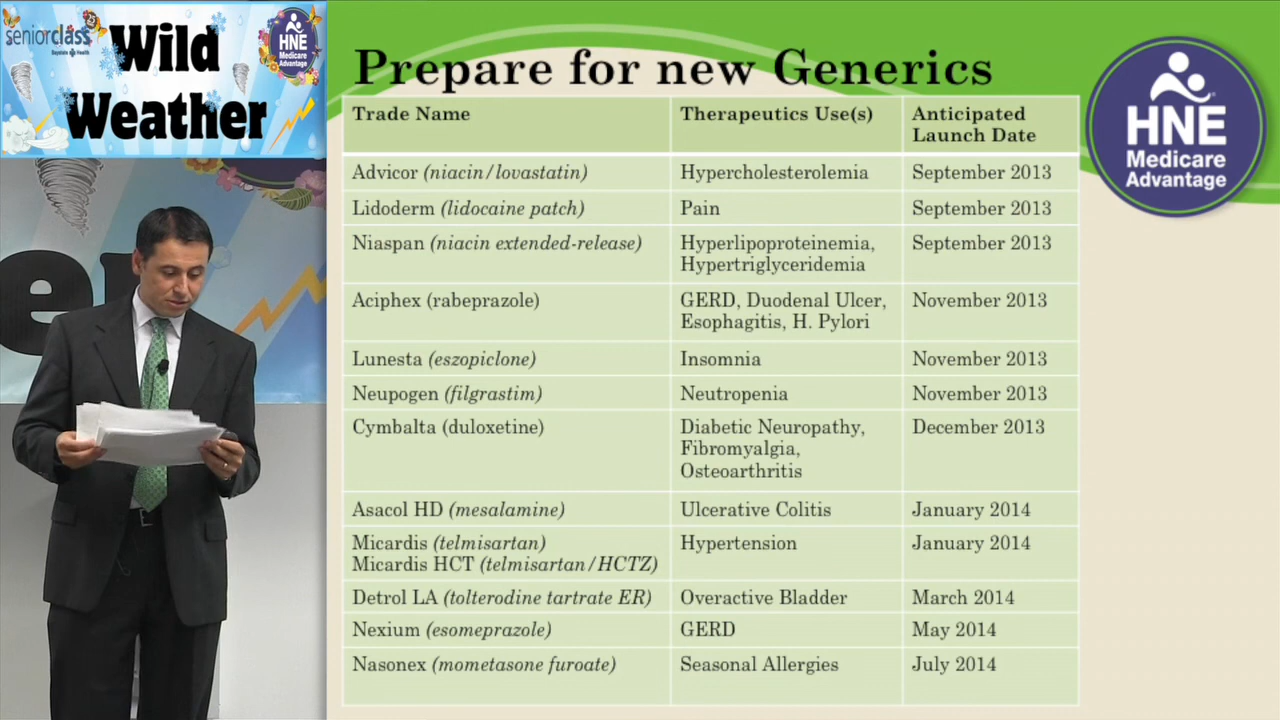 seniorclass
Baystate Health
Wild
Weather
HNE
Medicare
Advantage
Prepare for new Generics
HNE
Medicare
Advantage
Trade Name Therapeutics Use(s) Anticipated
Launch Date
Advicor (niacin/lovastatin) Hypercholesterolemia September 2013
Lidoderm (lidocaine patch) Pain September 2013
Niaspan (niacin extended-release) Hyperlipoproteinemia, September 2013
Hypertriglyceridemia
Aciphex (rabeprazole) GERD, Duodenal Ulcer, November 2013
Esophagitis, H. Pylori
Lunesta (eszopiclone) Insomnia November 2013
Neupogen (filgrastim) Neutropenia November 2013
Cymbalta (duloxetine) Diabetic Neuropathy, December 2013
Fibromyalgia,
Osteoarthritis
Asacol HD (mesalamine) Ulcerative Colitis January 2014
Micardis (telmisartan) Hypertension January 2014
Micardis HCT (telmisartan/HCTZ)
Detrol LA (tolterodine tartrate ER) Overactive Bladder March 2014
Nexium (esomeprazole) GERD May 2014
Nasonex (mometasone furoate) Seasonal Allergies July 2014